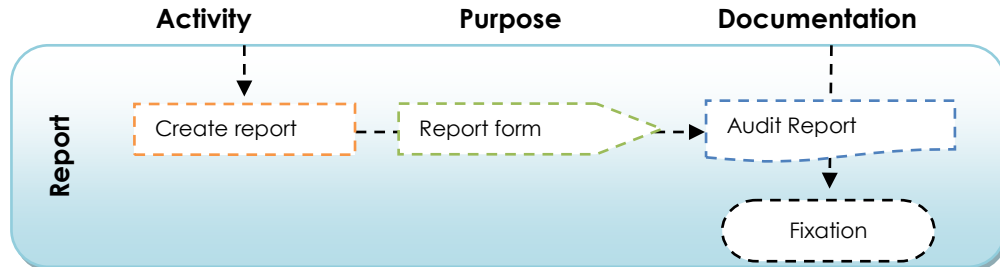 Activity
Purpose
Documentation
Report
Create report
Report form
Audit Report
Fixation